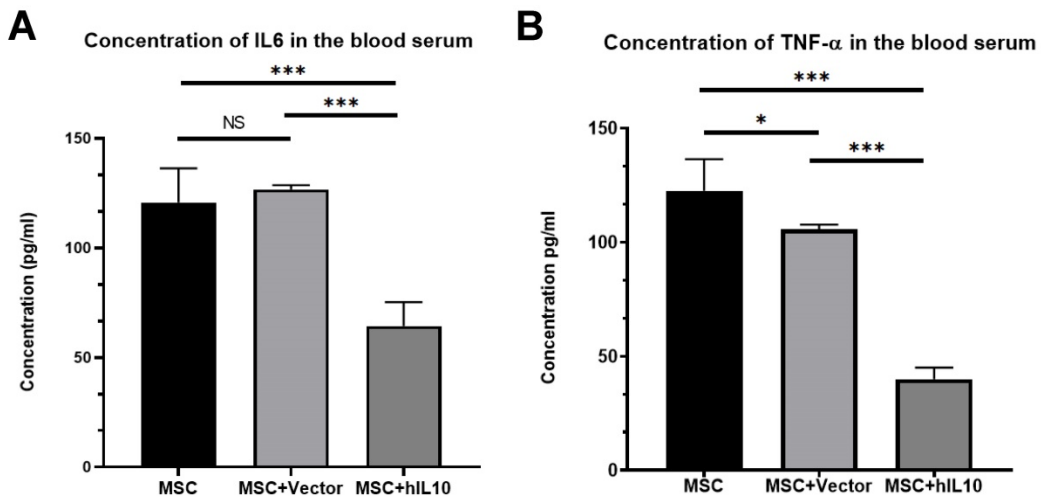 A
Concentration of IL6 in the blood serum
***
***
NS
150
100
50
0
Concentration (pg/ml)
MSC MSC+Vector MSC+hIL10
B
Concentration of TNF-α in the blood serum
***
*
***
150
100
50
0
Concentration pg/ml
MSC MSC+Vector MSC+hIL10